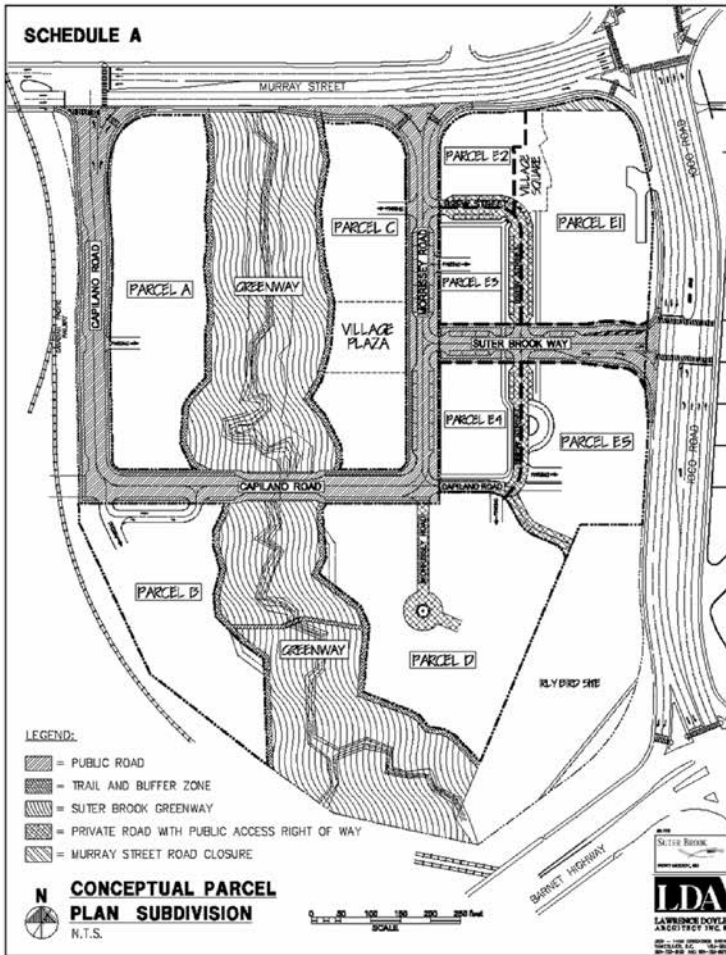 SCHEDULE A
MURRAY STREET
IOCO ROAD
PARCEL E2
VILLAGE SQUARE
PARCEL E1
PARCEL C
CAPILANO ROAD
PARCEL A
GREENWAY
MORRISSEY ROAD
PARCEL E3
VILLAGE PLAZA
SUTER BROOK WAY
PARCEL E4
PARCEL E5
IOCO ROAD
CAPILANO ROAD
CAPILANO ROAD
MORRISSEY ROAD
PARCEL B
GREENWAY
PARCEL D
RLY BIRD SITE
LEGEND:
= PUBLIC ROAD
= TRAIL AND BUFFER ZONE
= SUTER BROOK GREENWAY
= PRIVATE ROAD WITH PUBLIC ACCESS RIGHT OF WAY
= MURRAY STREET ROAD CLOSURE
BARNET HIGHWAY
N
CONCEPTUAL PARCEL
PLAN SUBDIVISION
N.T.S.
0 50 100 150 200 250 feet
SCALE
SUTER BROOK
LDA
LAWRENCE DOYLE
ARCHITECT INC.